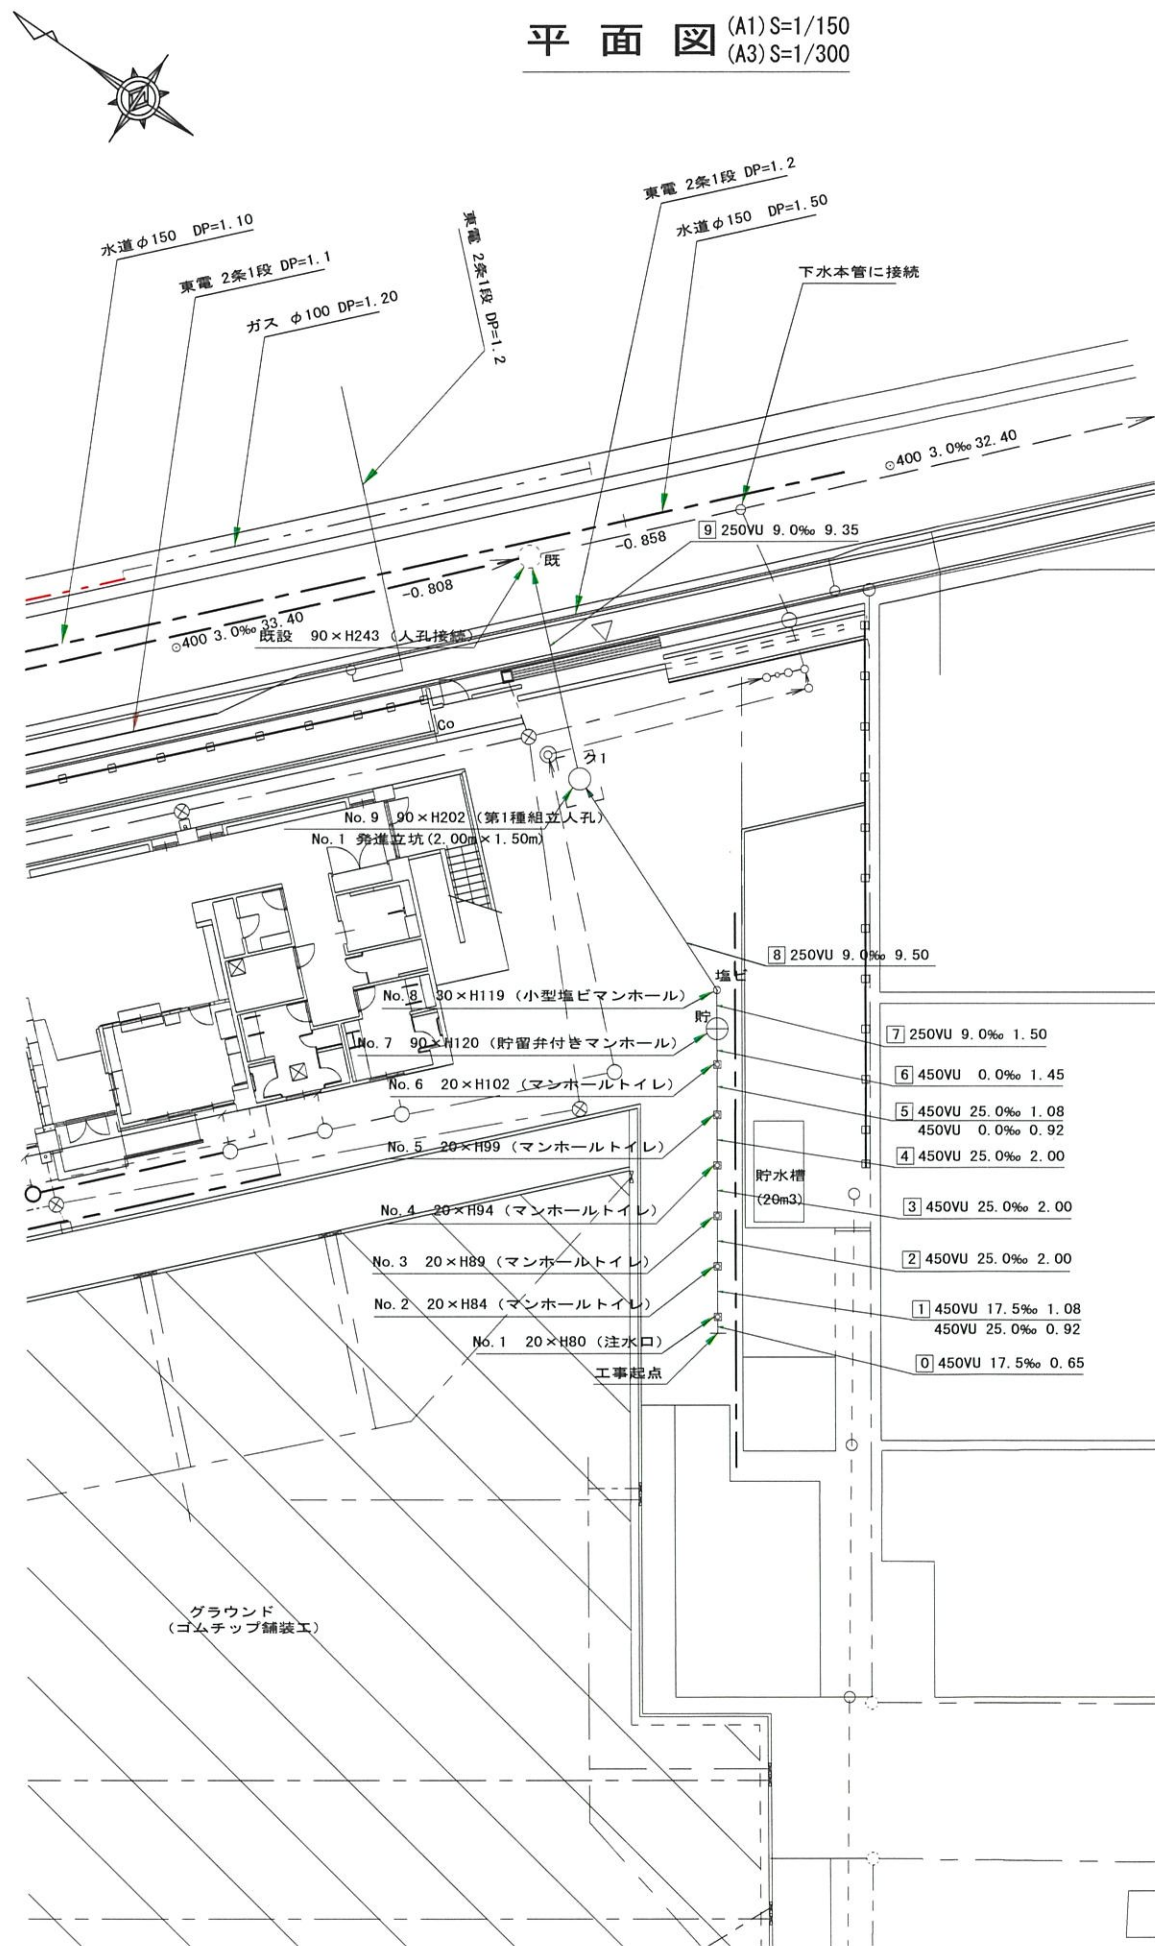 平面図
(A1)S=1/150
(A3)S=1/300
東電 2条1段 DP=1.2
水道φ150 DP=1.50
水道φ150 DP=1.10
東電 2条1段 DP=1.1
ガス φ100 DP=1.20
東電 2条1段 DP=1.2
下水本管に接続
⊙400 3.0‰ 32.40
9 250VU 9.0‰ 9.35
-0.858
既
-0.808
⊙400 3.0‰ 33.40
既設 90×H243 (人孔接続)
Co
ク1
No.9 90×H202 (第1種組立人孔)
No.1 発進立坑(2.00m×1.50m)
8 250VU 9.0‰ 9.50
塩ビ
No.8 30×H119 (小型塩ビマンホール)
貯
7 250VU 9.0‰ 1.50
No.7 90×H120 (貯留弁付きマンホール)
6 450VU 0.0‰ 1.45
No.6 20×H102 (マンホールトイレ)
5 450VU 25.0‰ 1.08
450VU 0.0‰ 0.92
No.5 20×H99 (マンホールトイレ)
4 450VU 25.0‰ 2.00
貯水槽
(20m3)
No.4 20×H94 (マンホールトイレ)
3 450VU 25.0‰ 2.00
No.3 20×H89 (マンホールトイレ)
2 450VU 25.0‰ 2.00
No.2 20×H84 (マンホールトイレ)
1 450VU 17.5‰ 1.08
450VU 25.0‰ 0.92
No.1 20×H80 (注水口)
0 450VU 17.5‰ 0.65
工事起点
グラウンド
(ゴムチップ舗装工)